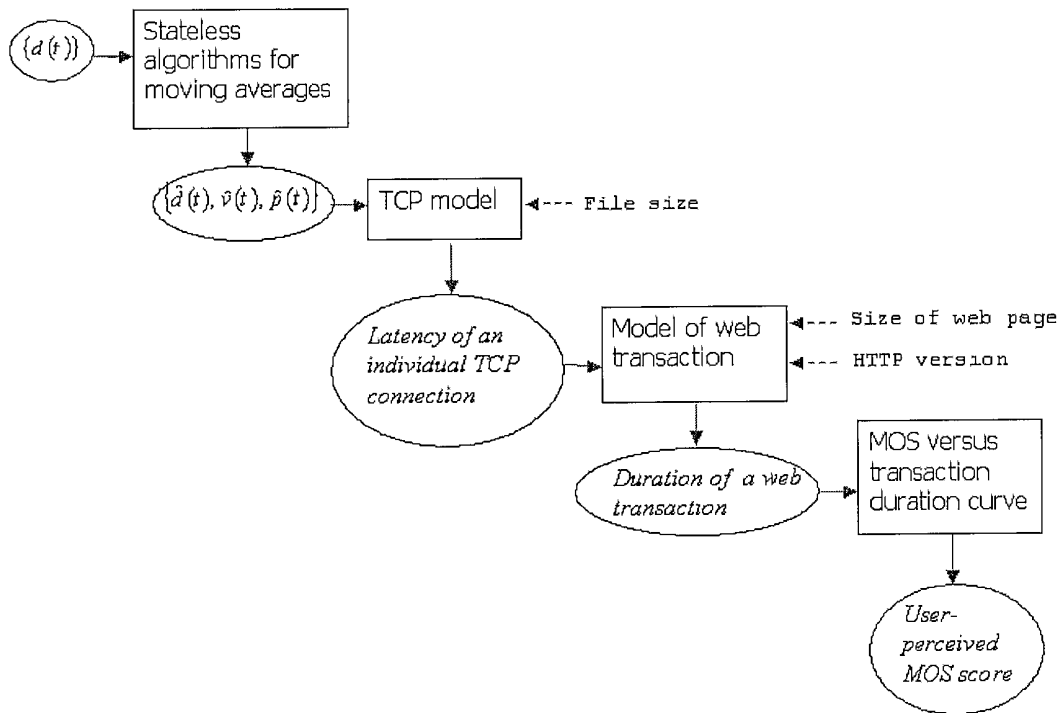 {d(t)}
Stateless
algorithms for
moving averages
{d̂(t), v̂(t), p̂(t)}
TCP model
File size
Latency of an
individual TCP
connection
Model of web
transaction
Size of web page
HTTP version
Duration of a web
transaction
MOS versus
transaction
duration curve
User-
perceived
MOS score